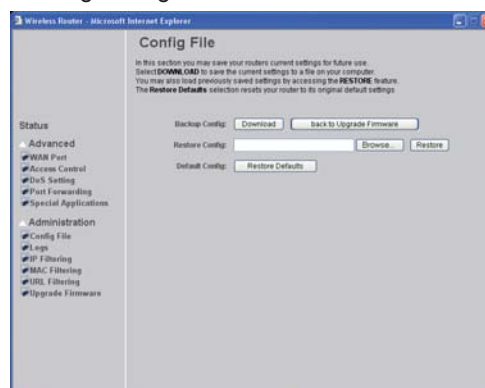 Wireless Router - Microsoft Internet Explorer
Config File
In this section you may save your routers current settings for future use.
Select DOWNLOAD to save the current settings to a file on your computer.
You may also load previously saved settings by accessing the RESTORE feature.
The Restore Defaults selection resets your router to its original default settings
Status
Advanced
WAN Port
Access Control
DoS Setting
Port Forwarding
Special Applications
Administration
Config File
Logs
IP Filtering
MAC Filtering
URL Filtering
Upgrade Firmware
Backup Config: Download back to Upgrade Firmware
Restore Config: Browse... Restore
Default Config: Restore Defaults